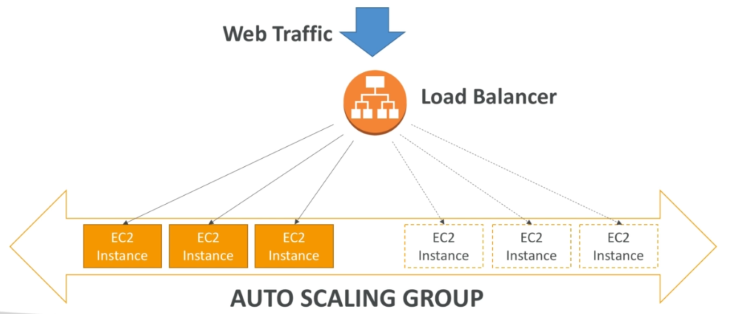 Web Traffic
Load Balancer
EC2
Instance
EC2
Instance
EC2
Instance
EC2
Instance
EC2
Instance
EC2
Instance
AUTO SCALING GROUP